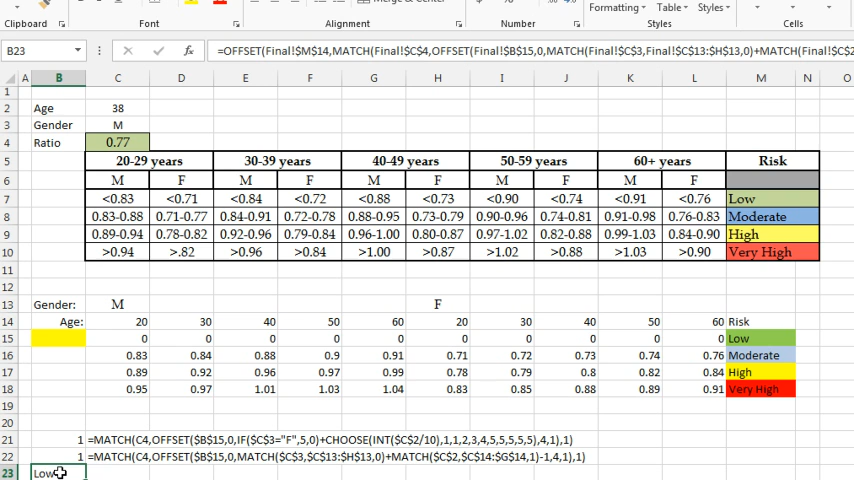 Merge & Center
Formatting Table Styles
Clipboard Font Alignment Number Styles Cells
B23 fx =OFFSET(Final!$M$14,MATCH(Final!$C$4,OFFSET(Final!$B$15,0,MATCH(Final!$C$3,Final!$C$13:$H$13,0)+MATCH(Final!$C$2
A B C D E F G H I J K L M N O
1
2 Age 38
3 Gender M
4 Ratio 0.77
5 20-29 years 30-39 years 40-49 years 50-59 years 60+ years Risk
6 M F M F M F M F M F
7 <0.83 <0.71 <0.84 <0.72 <0.88 <0.73 <0.90 <0.74 <0.91 <0.76 Low
8 0.83-0.88 0.71-0.77 0.84-0.91 0.72-0.78 0.88-0.95 0.73-0.79 0.90-0.96 0.74-0.81 0.91-0.98 0.76-0.83 Moderate
9 0.89-0.94 0.78-0.82 0.92-0.96 0.79-0.84 0.96-1.00 0.80-0.87 0.97-1.02 0.82-0.88 0.99-1.03 0.84-0.90 High
10 >0.94 >.82 >0.96 >0.84 >1.00 >0.87 >1.02 >0.88 >1.03 >0.90 Very High
11
12
13 Gender: M F
14 Age: 20 30 40 50 60 20 30 40 50 60 Risk
15 0 0 0 0 0 0 0 0 0 0 Low
16 0.83 0.84 0.88 0.9 0.91 0.71 0.72 0.73 0.74 0.76 Moderate
17 0.89 0.92 0.96 0.97 0.99 0.78 0.79 0.8 0.82 0.84 High
18 0.95 0.97 1.01 1.03 1.04 0.83 0.85 0.88 0.89 0.91 Very High
19
20
21 1 =MATCH(C4,OFFSET($B$15,0,IF($C$3="F",5,0)+CHOOSE(INT($C$2/10),1,1,2,3,4,5,5,5,5,5),4,1),1)
22 1 =MATCH(C4,OFFSET($B$15,0,MATCH($C$3,$C$13:$H$13,0)+MATCH($C$2,$C$14:$G$14,1)-1,4,1),1)
23 Low